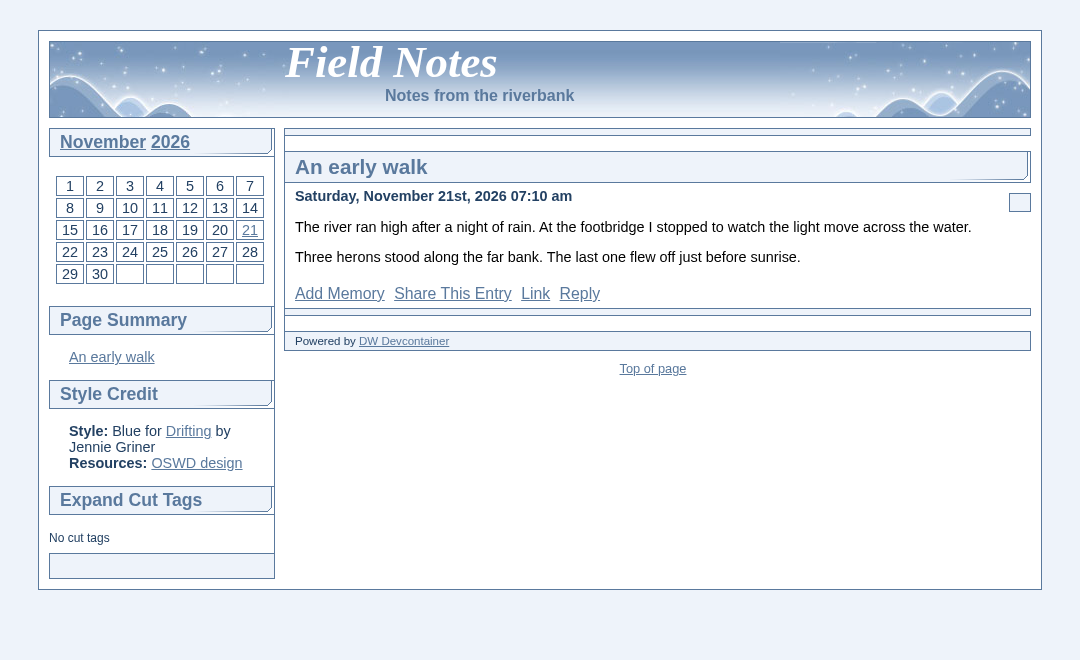 Field Notes
Notes from the riverbank
November 2026
1 2 3 4 5 6 7
8 9 10 11 12 13 14
15 16 17 18 19 20 21
22 23 24 25 26 27 28
29 30
Page Summary
An early walk
Style Credit
Style: Blue for Drifting by
Jennie Griner
Resources: OSWD design
Expand Cut Tags
No cut tags
An early walk
Saturday, November 21st, 2026 07:10 am
The river ran high after a night of rain. At the footbridge I stopped to watch the light move across the water.
Three herons stood along the far bank. The last one flew off just before sunrise.
Add Memory Share This Entry Link Reply
Powered by DW Devcontainer
Top of page